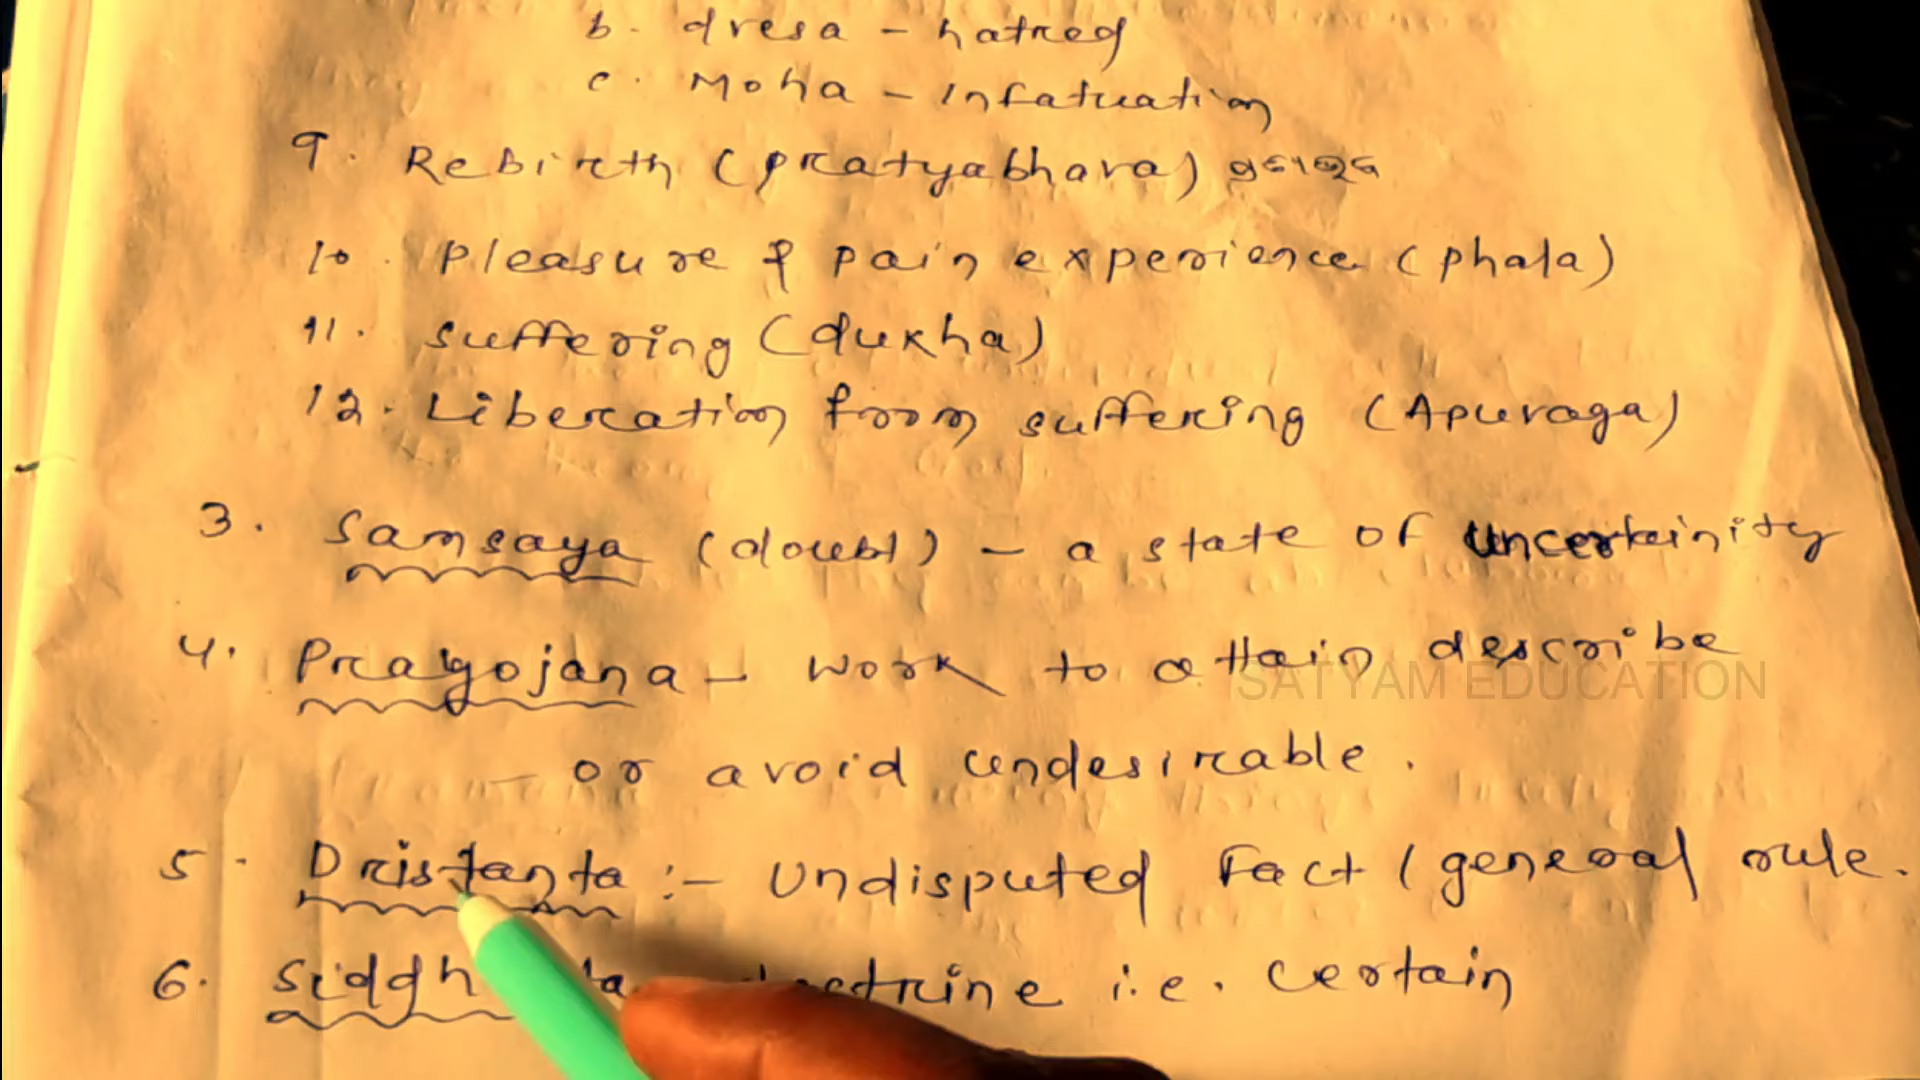 b. dvesa - hatred
c. Moha - Infatuation
9. Rebirth (pratyabhava)
10. Pleasure & pain experience (phala)
11. Suffering (dukha)
12. Liberation from suffering (Apuvaga)
3. Samsaya (doubt) - a state of Uncertainity
4. Prayojana - work to attain describe
SATYAM EDUCATION
- or avoid undesirable.
5. Dristanta :- Undisputed Fact / general rule.
6. i.e. certain